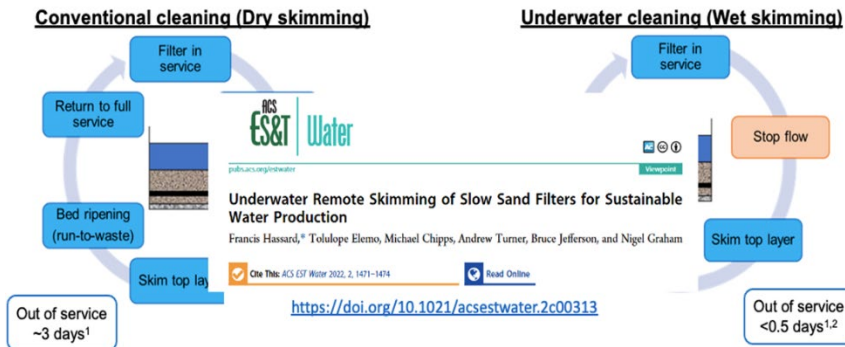 Conventional cleaning (Dry skimming)
Underwater cleaning (Wet skimming)
Filter in
service
Return to full
service
Bed ripening
(run-to-waste)
Skim top lay
Out of service
~3 days¹
ACS
ES&T Water
pubs.acs.org/estwater
Viewpoint
Underwater Remote Skimming of Slow Sand Filters for Sustainable
Water Production
Francis Hassard,* Tolulope Elemo, Michael Chipps, Andrew Turner, Bruce Jefferson, and Nigel Graham
Cite This: ACS EST Water 2022, 2, 1471−1474
Read Online
https://doi.org/10.1021/acsestwater.2c00313
Filter in
service
Stop flow
Skim top layer
Out of service
<0.5 days¹,²